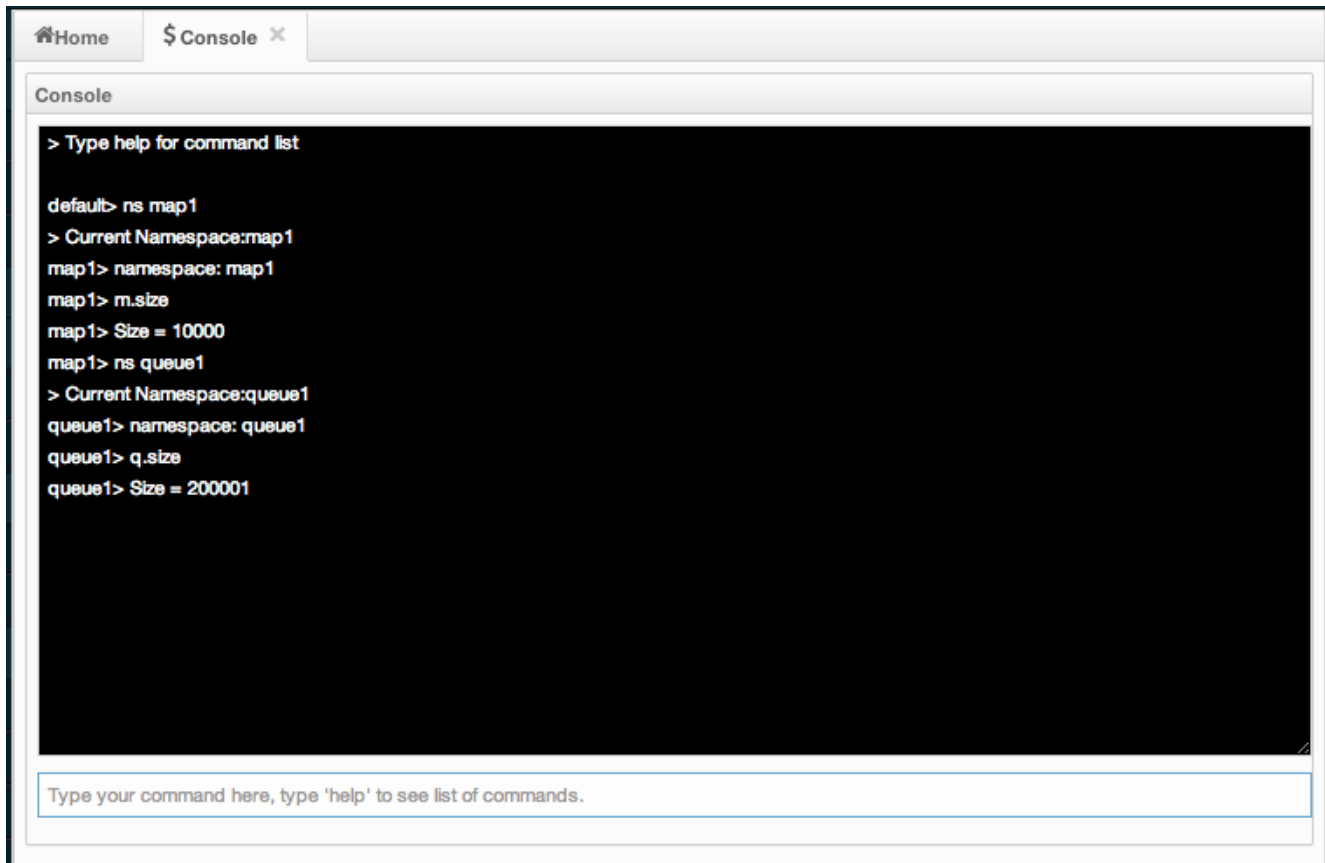 Home
$ Console ×
Console
> Type help for command list
default> ns map1
> Current Namespace:map1
map1> namespace: map1
map1> m.size
map1> Size = 10000
map1> ns queue1
> Current Namespace:queue1
queue1> namespace: queue1
queue1> q.size
queue1> Size = 200001
Type your command here, type 'help' to see list of commands.